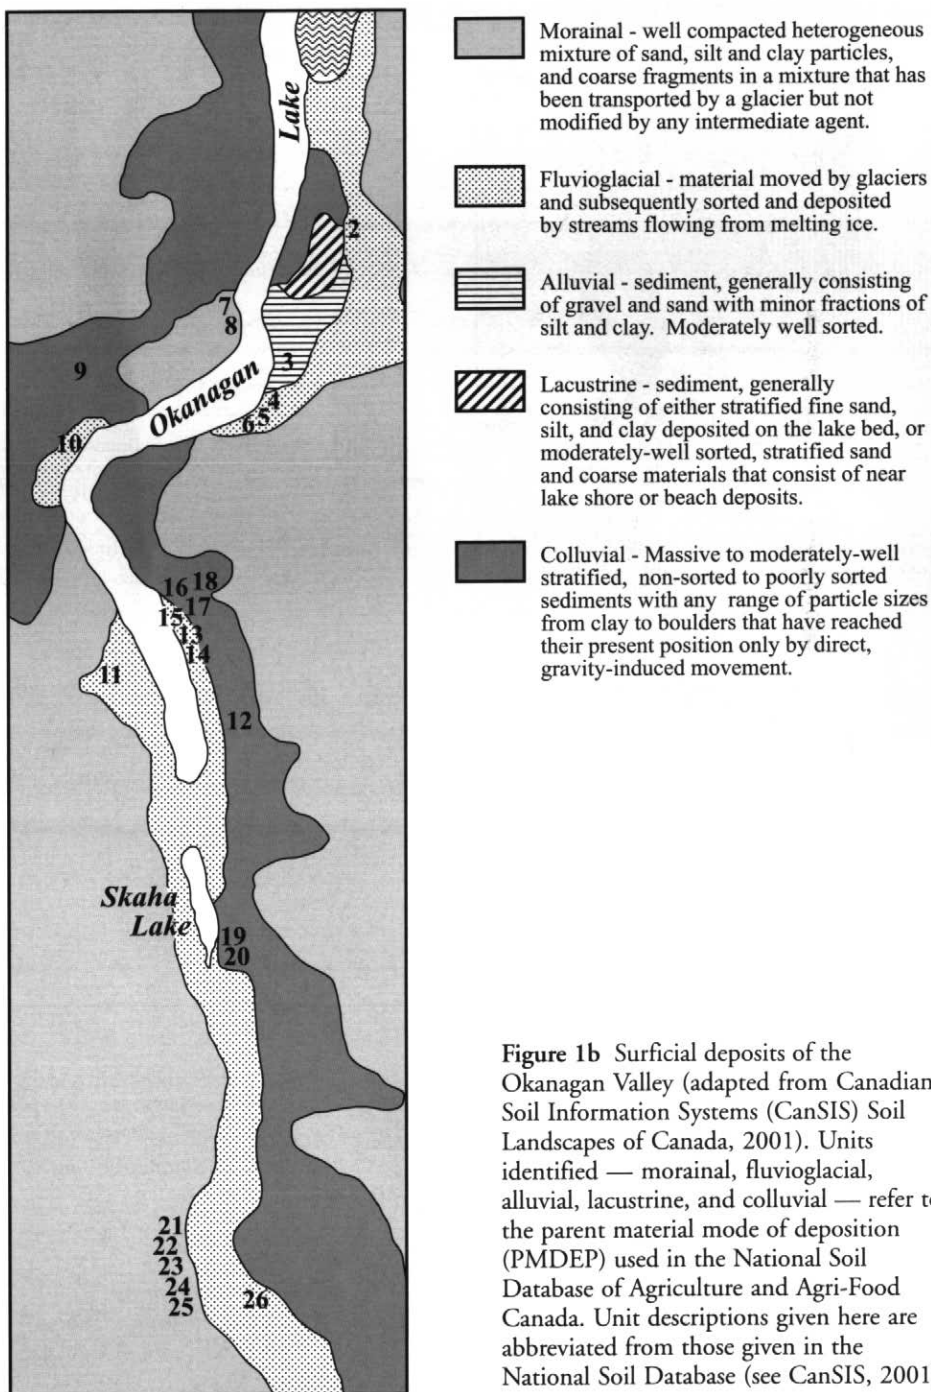 Lake
2
7
8
3
9
Okanagan
4
5
6
10
18
16
17
15
13
14
11
12
Skaha
Lake
19
20
21
22
23
24
25
26
Morainal - well compacted heterogeneous
mixture of sand, silt and clay particles,
and coarse fragments in a mixture that has
been transported by a glacier but not
modified by any intermediate agent.
Fluvioglacial - material moved by glaciers
and subsequently sorted and deposited
by streams flowing from melting ice.
Alluvial - sediment, generally consisting
of gravel and sand with minor fractions of
silt and clay. Moderately well sorted.
Lacustrine - sediment, generally
consisting of either stratified fine sand,
silt, and clay deposited on the lake bed, or
moderately-well sorted, stratified sand
and coarse materials that consist of near
lake shore or beach deposits.
Colluvial - Massive to moderately-well
stratified, non-sorted to poorly sorted
sediments with any range of particle sizes
from clay to boulders that have reached
their present position only by direct,
gravity-induced movement.
Figure 1b Surficial deposits of the
Okanagan Valley (adapted from Canadian
Soil Information Systems (CanSIS) Soil
Landscapes of Canada, 2001). Units
identified — morainal, fluvioglacial,
alluvial, lacustrine, and colluvial — refer to
the parent material mode of deposition
(PMDEP) used in the National Soil
Database of Agriculture and Agri-Food
Canada. Unit descriptions given here are
abbreviated from those given in the
National Soil Database (see CanSIS, 2001